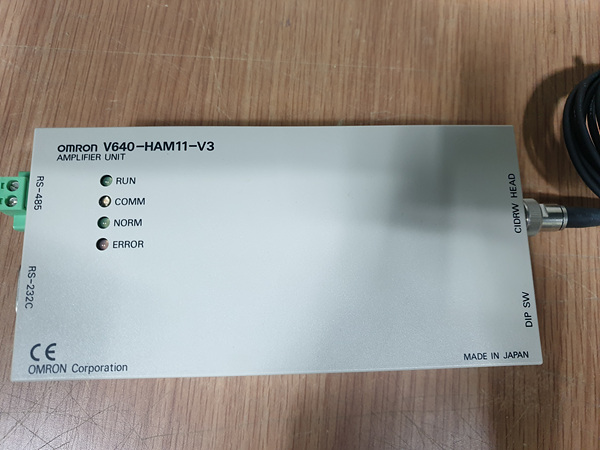 omron V640-HAM11-V3
AMPLIFIER UNIT
RUN
COMM
NORM
ERROR
RS-485
RS-232C
CIDRW HEAD
DIP SW
CE
OMRON Corporation
MADE IN JAPAN